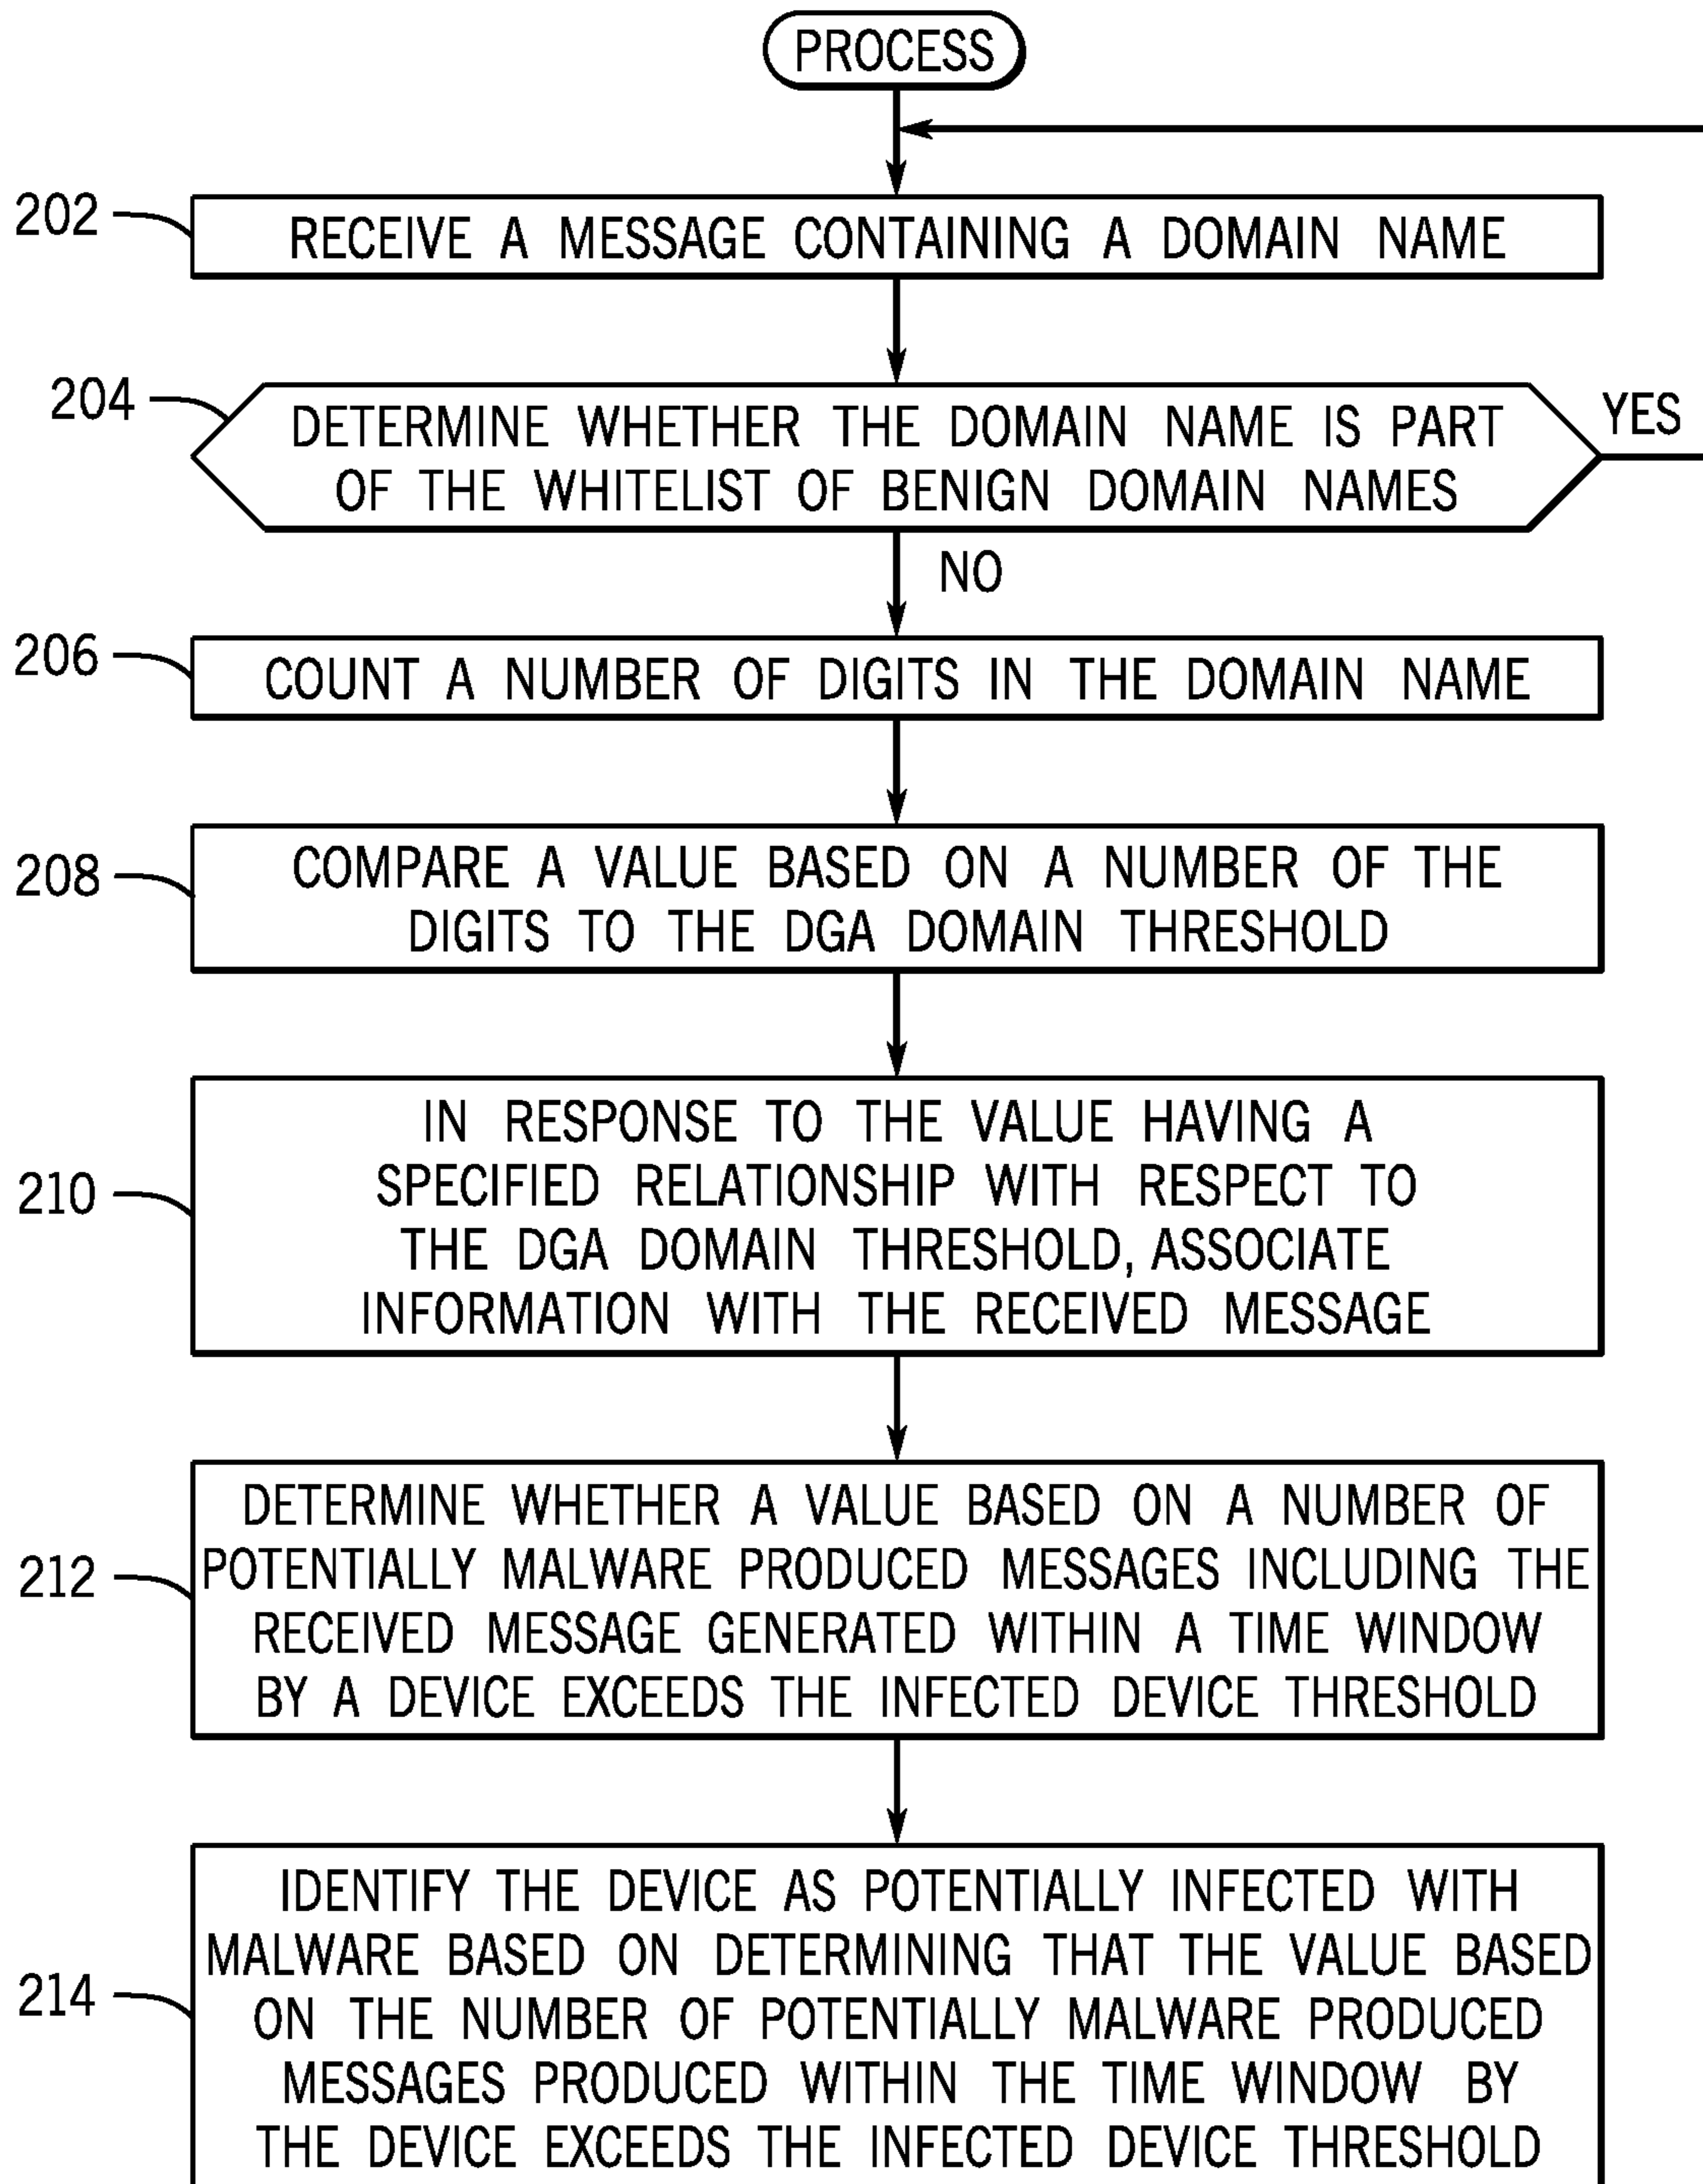 PROCESS
202
RECEIVE A MESSAGE CONTAINING A DOMAIN NAME
204
DETERMINE WHETHER THE DOMAIN NAME IS PART
OF THE WHITELIST OF BENIGN DOMAIN NAMES
YES
NO
206
COUNT A NUMBER OF DIGITS IN THE DOMAIN NAME
208
COMPARE A VALUE BASED ON A NUMBER OF THE
DIGITS TO THE DGA DOMAIN THRESHOLD
210
IN RESPONSE TO THE VALUE HAVING A
SPECIFIED RELATIONSHIP WITH RESPECT TO
THE DGA DOMAIN THRESHOLD, ASSOCIATE
INFORMATION WITH THE RECEIVED MESSAGE
212
DETERMINE WHETHER A VALUE BASED ON A NUMBER OF
POTENTIALLY MALWARE PRODUCED MESSAGES INCLUDING THE
RECEIVED MESSAGE GENERATED WITHIN A TIME WINDOW
BY A DEVICE EXCEEDS THE INFECTED DEVICE THRESHOLD
214
IDENTIFY THE DEVICE AS POTENTIALLY INFECTED WITH
MALWARE BASED ON DETERMINING THAT THE VALUE BASED
ON THE NUMBER OF POTENTIALLY MALWARE PRODUCED
MESSAGES PRODUCED WITHIN THE TIME WINDOW BY
THE DEVICE EXCEEDS THE INFECTED DEVICE THRESHOLD